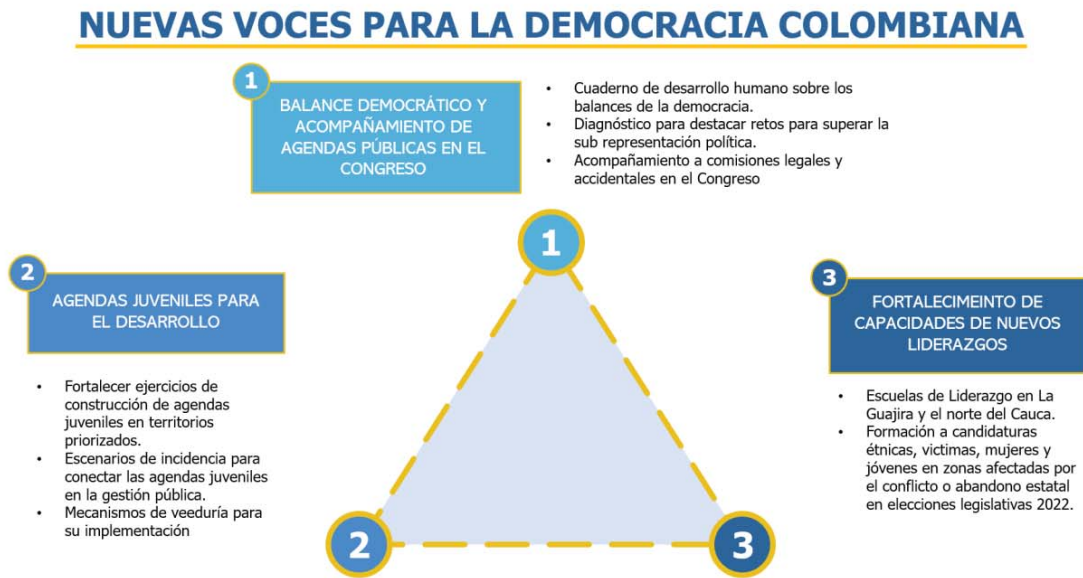 NUEVAS VOCES PARA LA DEMOCRACIA COLOMBIANA
1
BALANCE DEMOCRÁTICO Y
ACOMPAÑAMIENTO DE
AGENDAS PÚBLICAS EN EL
CONGRESO
• Cuaderno de desarrollo humano sobre los
balances de la democracia.
• Diagnóstico para destacar retos para superar la
sub representación política.
• Acompañamiento a comisiones legales y
accidentales en el Congreso
1
2
AGENDAS JUVENILES PARA
EL DESARROLLO
• Fortalecer ejercicios de
construcción de agendas
juveniles en territorios
priorizados.
• Escenarios de incidencia para
conectar las agendas juveniles
en la gestión pública.
• Mecanismos de veeduría para
su implementación
2
3
FORTALECIMEINTO DE
CAPACIDADES DE NUEVOS
LIDERAZGOS
• Escuelas de Liderazgo en La
Guajira y el norte del Cauca.
• Formación a candidaturas
étnicas, victimas, mujeres y
jóvenes en zonas afectadas por
el conflicto o abandono estatal
en elecciones legislativas 2022.
3